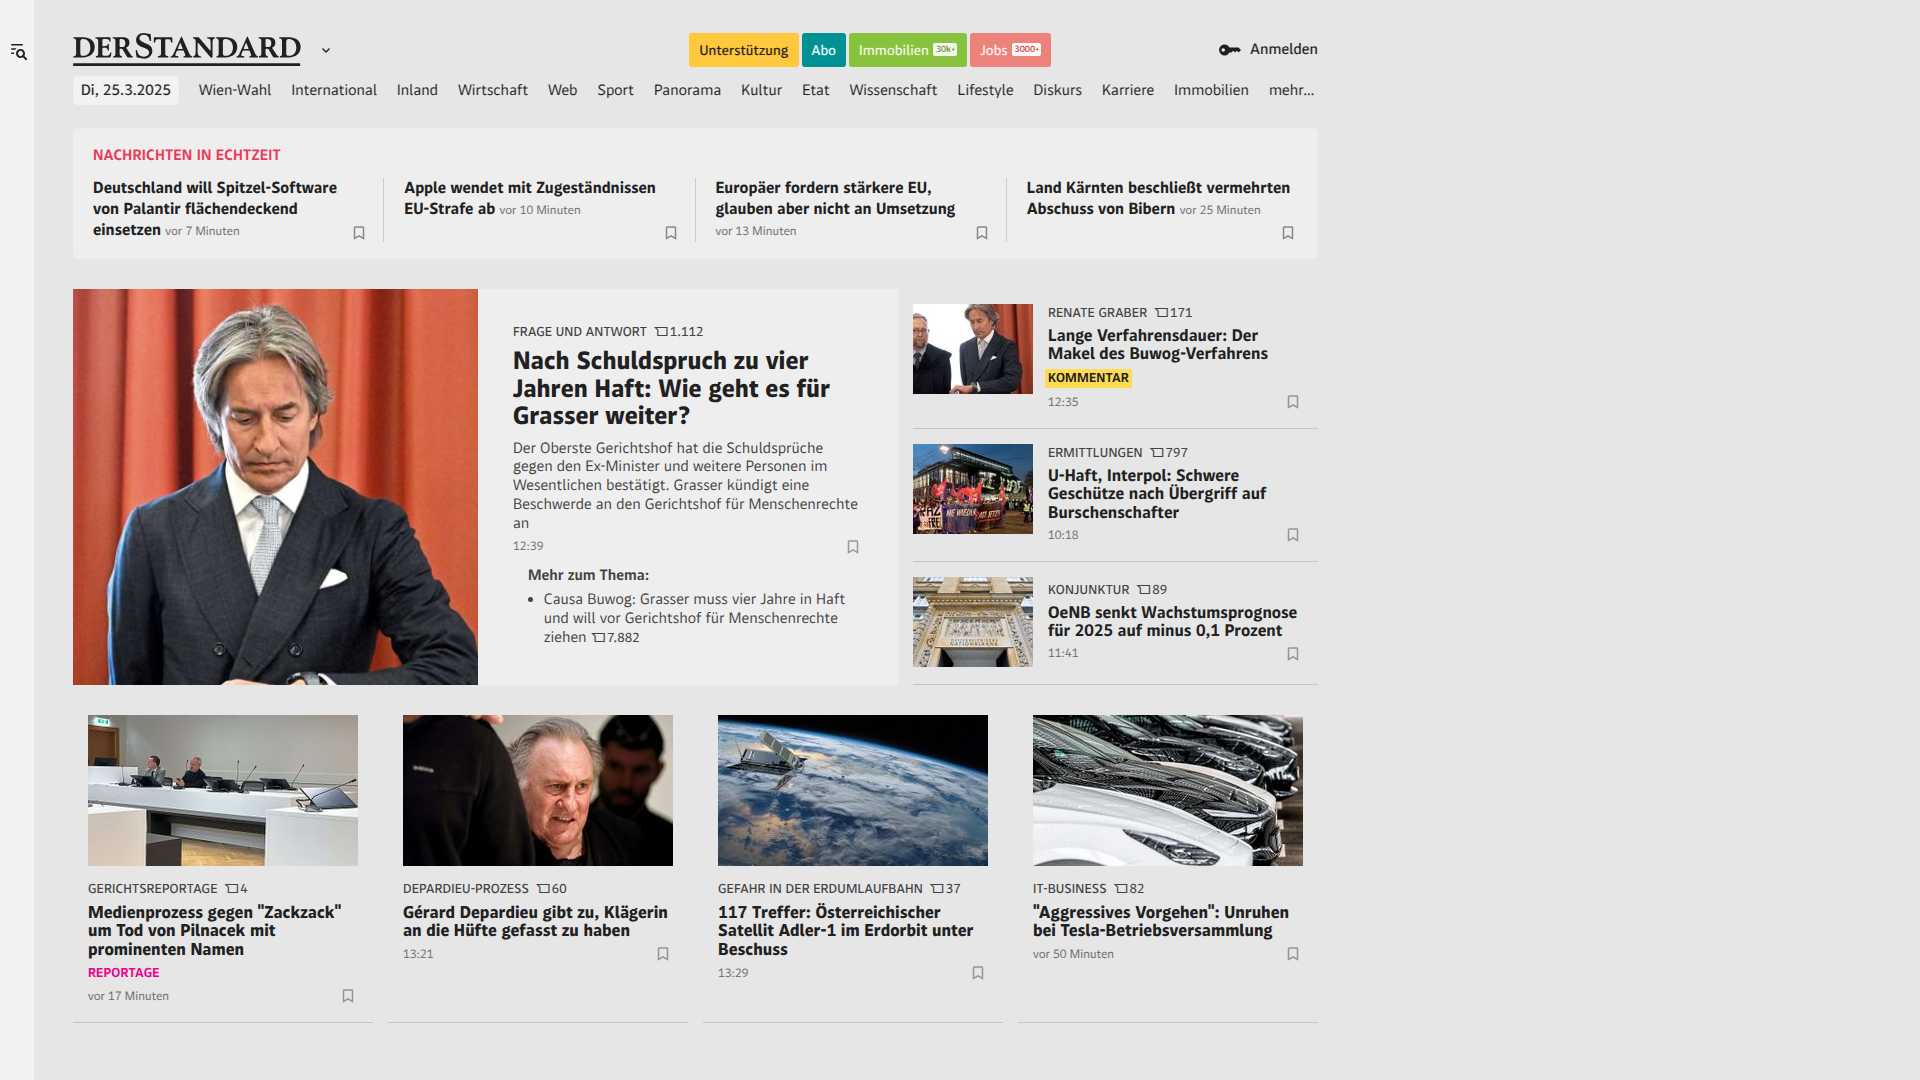 DERSTANDARD
Unterstützung
Abo
Immobilien 30k+
Jobs 3000+
Anmelden
Di, 25.3.2025
Wien-Wahl
International
Inland
Wirtschaft
Web
Sport
Panorama
Kultur
Etat
Wissenschaft
Lifestyle
Diskurs
Karriere
Immobilien
mehr...
NACHRICHTEN IN ECHTZEIT
Deutschland will Spitzel-Software
von Palantir flächendeckend
einsetzen vor 7 Minuten
Apple wendet mit Zugeständnissen
EU-Strafe ab vor 10 Minuten
Europäer fordern stärkere EU,
glauben aber nicht an Umsetzung
vor 13 Minuten
Land Kärnten beschließt vermehrten
Abschuss von Bibern vor 25 Minuten
FRAGE UND ANTWORT 1.112
Nach Schuldspruch zu vier
Jahren Haft: Wie geht es für
Grasser weiter?
Der Oberste Gerichtshof hat die Schuldsprüche
gegen den Ex-Minister und weitere Personen im
Wesentlichen bestätigt. Grasser kündigt eine
Beschwerde an den Gerichtshof für Menschenrechte
an
12:39
Mehr zum Thema:
• Causa Buwog: Grasser muss vier Jahre in Haft
und will vor Gerichtshof für Menschenrechte
ziehen 7.882
RENATE GRABER 171
Lange Verfahrensdauer: Der
Makel des Buwog-Verfahrens
KOMMENTAR
12:35
NIE WIEDER
ERMITTLUNGEN 797
U-Haft, Interpol: Schwere
Geschütze nach Übergriff auf
Burschenschafter
10:18
KONJUNKTUR 89
OeNB senkt Wachstumsprognose
für 2025 auf minus 0,1 Prozent
11:41
GERICHTSREPORTAGE 4
Medienprozess gegen "Zackzack"
um Tod von Pilnacek mit
prominenten Namen
REPORTAGE
vor 17 Minuten
DEPARDIEU-PROZESS 60
Gérard Depardieu gibt zu, Klägerin
an die Hüfte gefasst zu haben
13:21
GEFAHR IN DER ERDUMLAUFBAHN 37
117 Treffer: Österreichischer
Satellit Adler-1 im Erdorbit unter
Beschuss
13:29
IT-BUSINESS 82
"Aggressives Vorgehen": Unruhen
bei Tesla-Betriebsversammlung
vor 50 Minuten